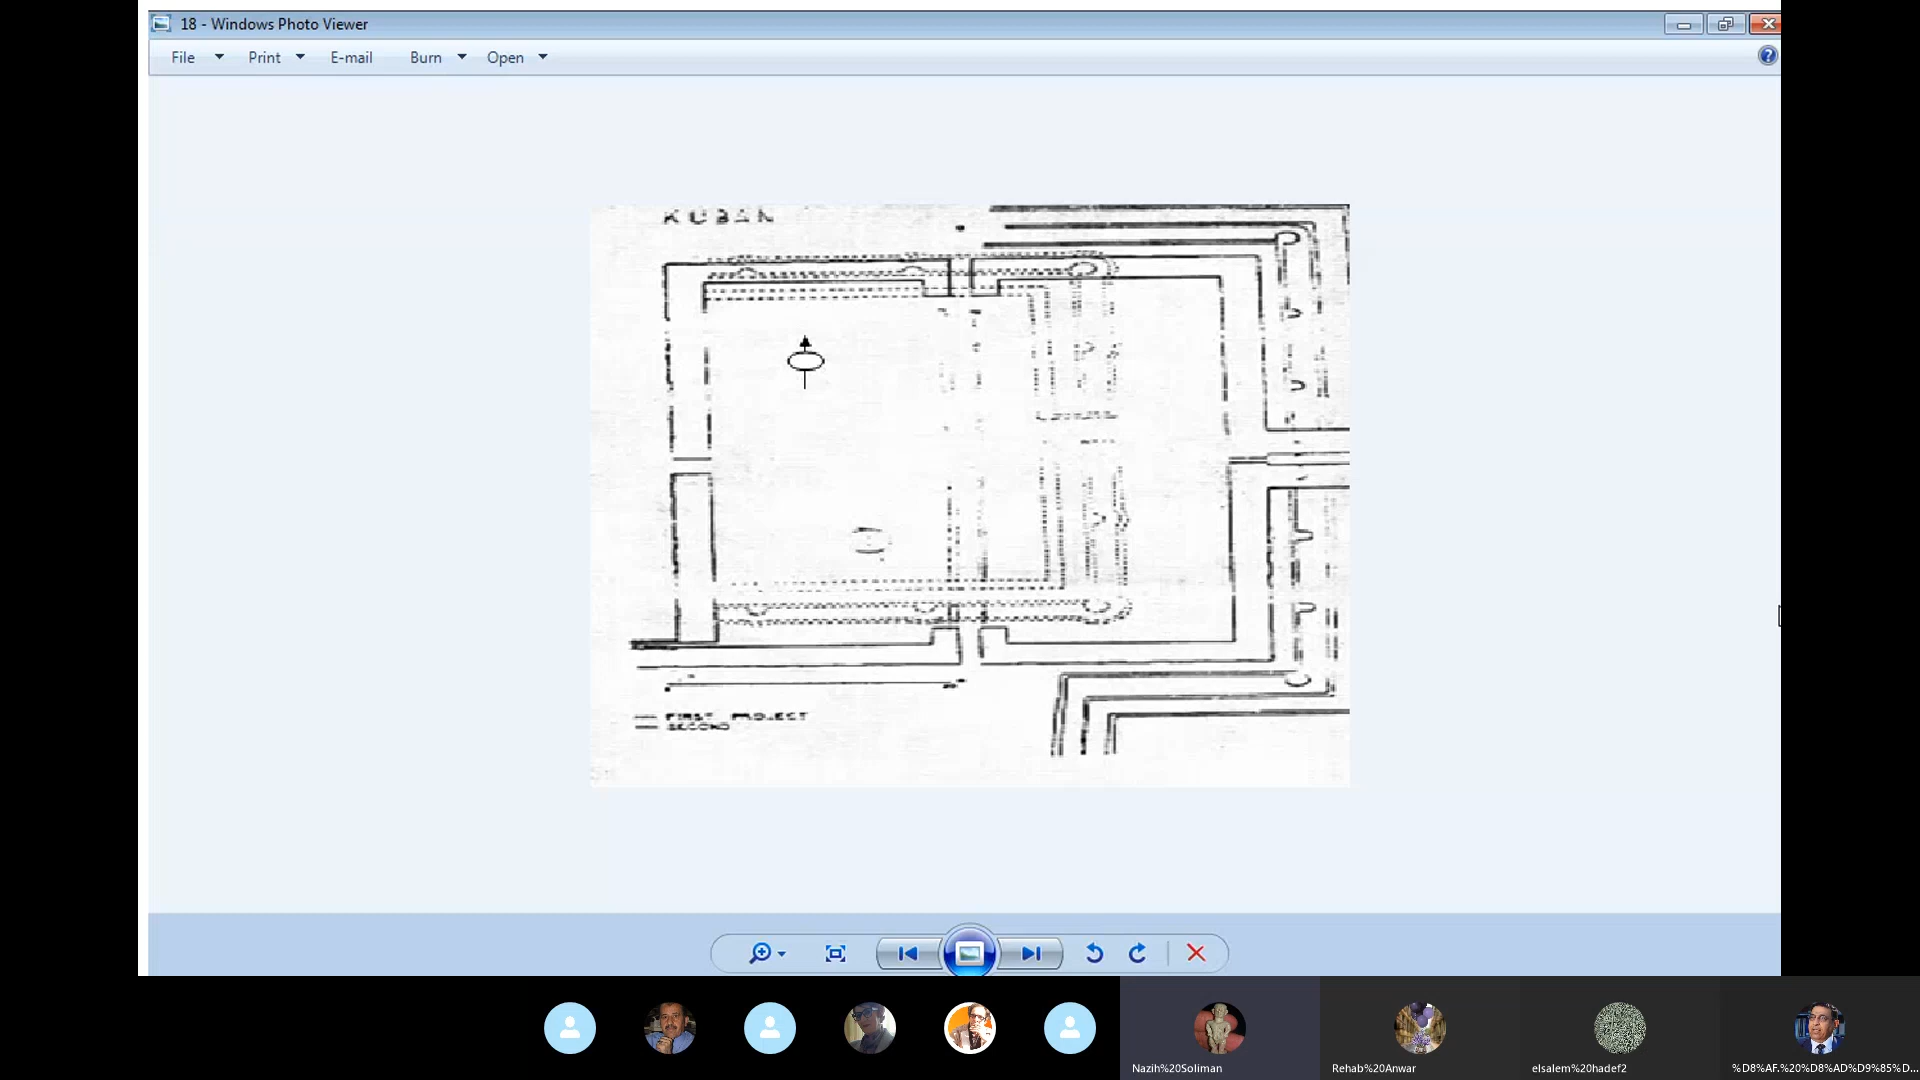 18 - Windows Photo Viewer
File Print E-mail Burn Open
KUBAN
FIRST PROJECT
SECOND
Nazih%20Soliman
Rehab%20Anwar
elsalem%20hadef2
%D8%AF.%20%D8%AD%D9%85%D...